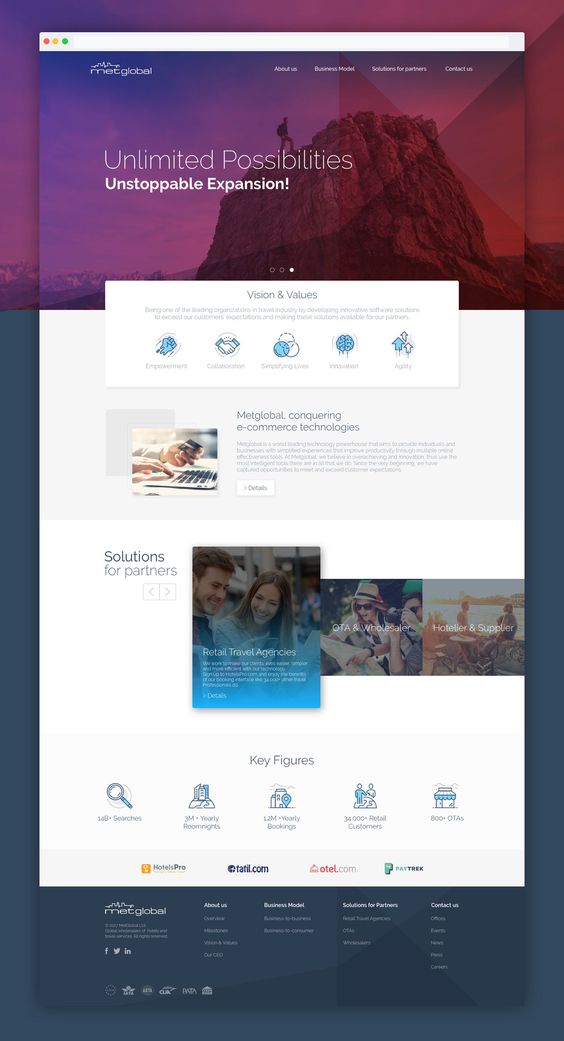 metglobal
About us
Business Model
Solutions for partners
Contact us
Unlimited Possibilities
Unstoppable Expansion!
Vision & Values
Being one of the leading organizations in travel industry by developing innovative software solutions
to exceed our customers' expectations and making these solutions available for our partners.
Empowerment
Collaboration
Simplifying Lives
Innavation
Agility
Metglobal, conquering
e-commerce technologies
Metglobal is a world leading technology powerhouse that aims to provide individuals and
businesses with simplified experiences that improve productivity through multiple online
effectiveness tools. At Metglobal, we believe in overachieving and innovation; thus use the
most intelligent tools there are in all that we do. Since the very beginning, we have
captured opportunities to meet and exceed customer expectations
> Details
Solutions
for partners
Retail Travel Agencies
We work to make our clients' lives easier, simpler
and more efficient with our technology.
Sign up to HotelsPro.com and enjoy the benefits
of our booking interface like 34.000+ other travel
Professionals do.
> Details
OTA & Wholesaler
Hotelier & Supplier
Key Figures
14B+ Searches
3M + Yearly
Roomnights
1.2M +Yearly
Bookings
34.000+ Retail
Customers
800+ OTAs
HotelsPro
tatil.com
otel.com
PAYTREK
metglobal
© 2017 MetGlobal Ltd.
Global wholesalers of hotels and
travel services. All rights reserved.
About us
Overview
Milestones
Vision & Values
Our CEO
Business Model
Business-to-business
Business-to-consumer
Solutions for Partners
Retail Travel Agencies
OTAs
Wholesalers
Contact us
Offices
Events
News
Press
Careers
IATA
ASTA
CLIA
PATA